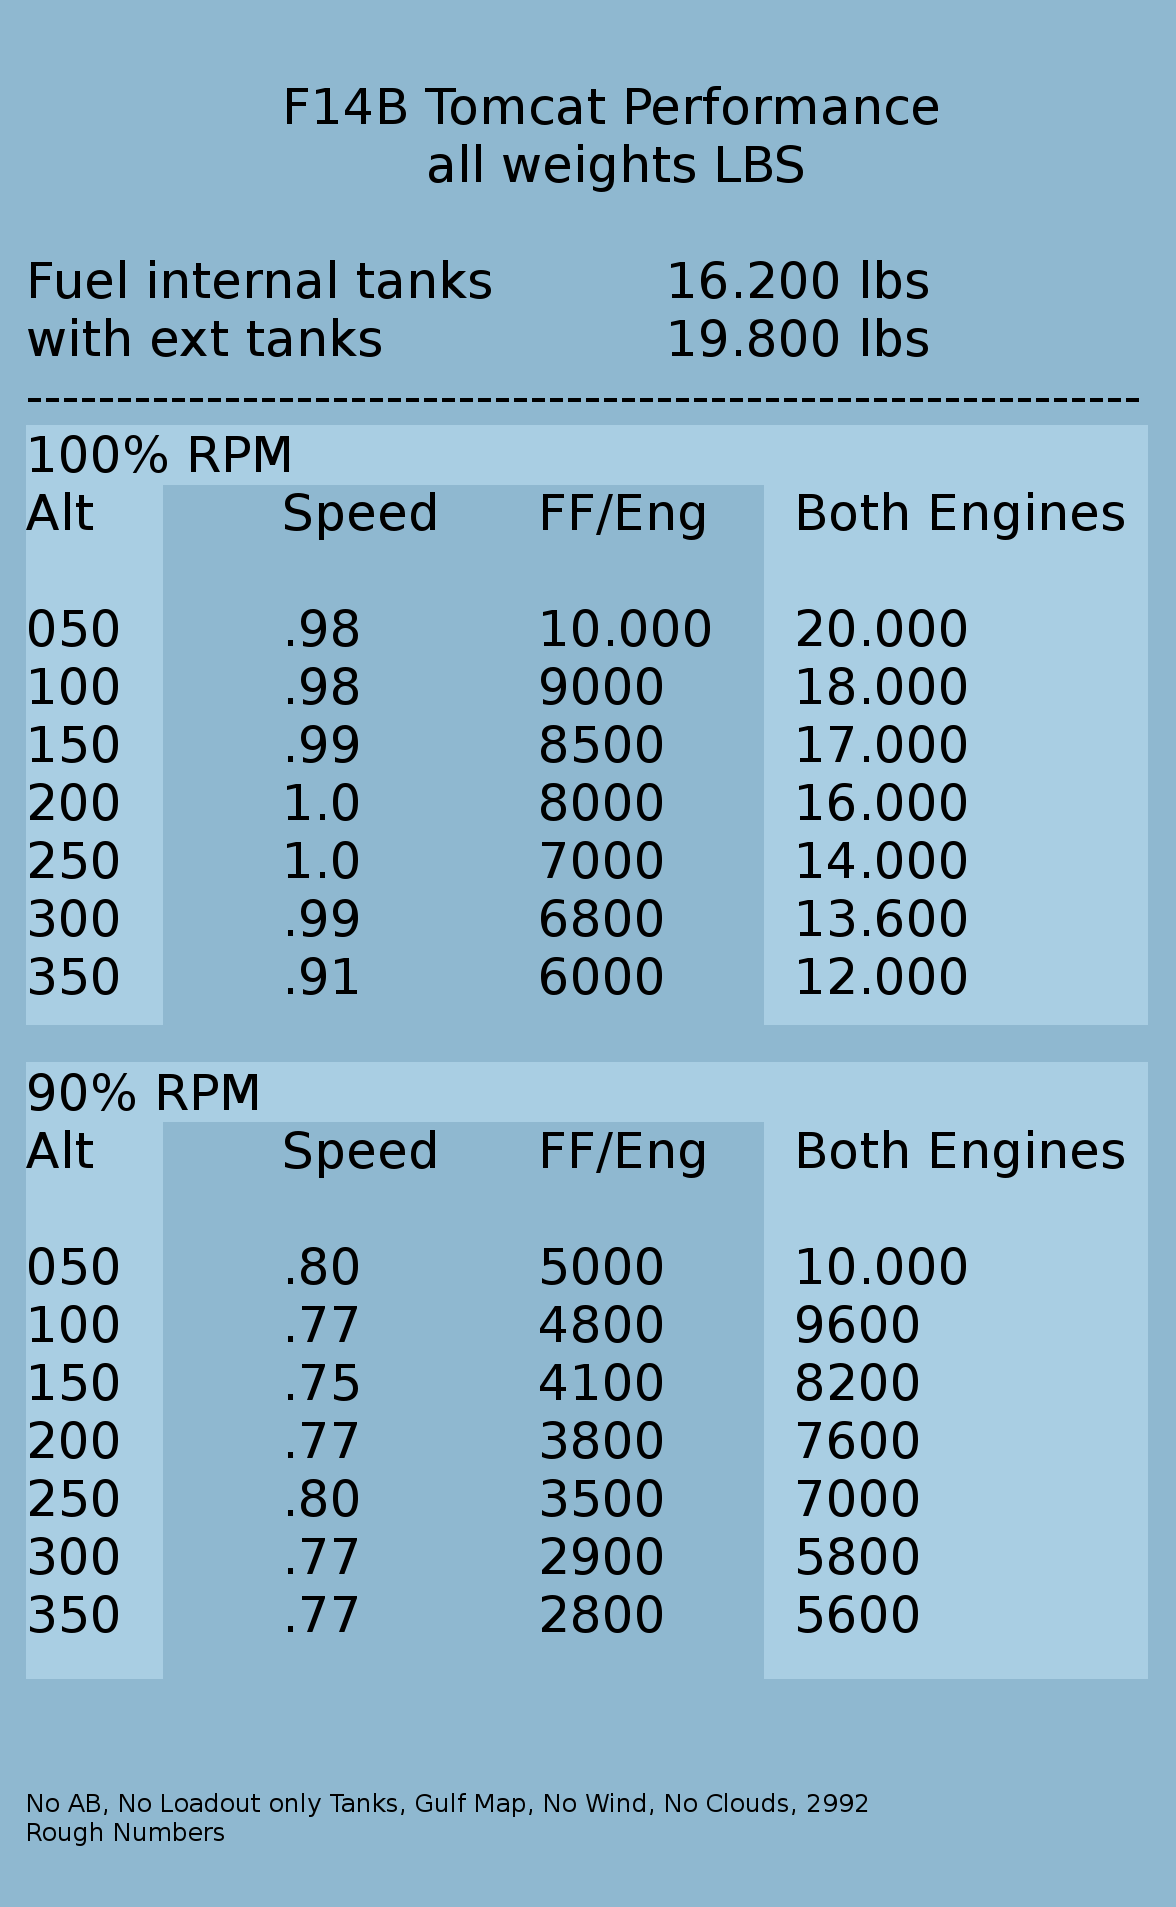 F14B Tomcat Performance
all weights LBS
Fuel internal tanks 16.200 lbs
with ext tanks 19.800 lbs
--------------------------------------------------------------
100% RPM
Alt Speed FF/Eng Both Engines
050 .98 10.000 20.000
100 .98 9000 18.000
150 .99 8500 17.000
200 1.0 8000 16.000
250 1.0 7000 14.000
300 .99 6800 13.600
350 .91 6000 12.000
90% RPM
Alt Speed FF/Eng Both Engines
050 .80 5000 10.000
100 .77 4800 9600
150 .75 4100 8200
200 .77 3800 7600
250 .80 3500 7000
300 .77 2900 5800
350 .77 2800 5600
No AB, No Loadout only Tanks, Gulf Map, No Wind, No Clouds, 2992
Rough Numbers